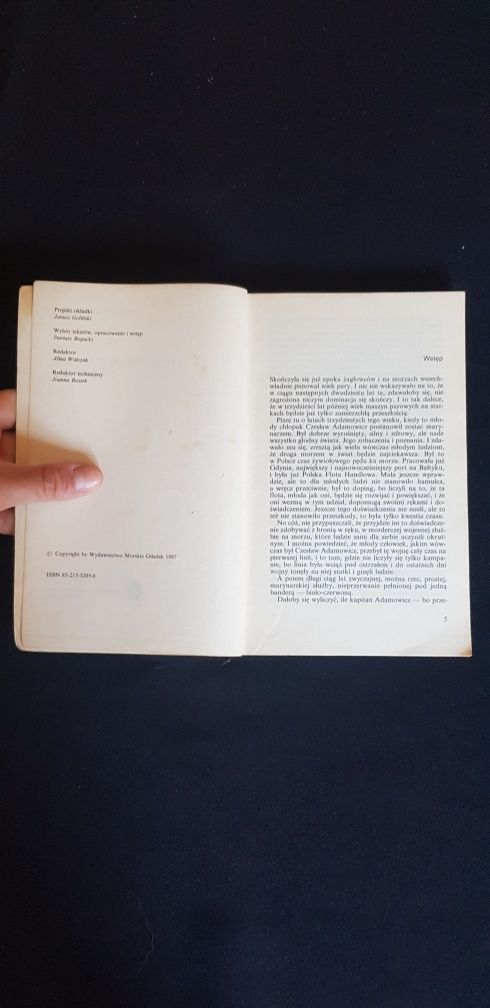 Projekt okładki
Janusz Goliński
Wybór tekstów, opracowanie i wstęp
Dariusz Bogucki
Redaktor
Alina Walczak
Redaktor techniczny
Joanna Rostek
© Copyright by Wydawnictwo Morskie Gdańsk 1987
ISBN 83-215-5205-6
Wstęp
Skończyła się już epoka żaglowców i na morzach wszech-
władnie panował wiek pary. I nic nie wskazywało na to, że
w ciągu następnych dwudziestu lat ta, zdawałoby się, nie
zagrożona niczym dominacja się skończy. I to tak dalece,
że w trzydzieści lat później wiek maszyn parowych na stat-
kach będzie już tylko zamierzchłą przeszłością.
Piszę tu o latach trzydziestych tego wieku, kiedy to mło-
dy chłopak Czesław Adamowicz postanowił zostać mary-
narzem. Był dobrze wyrośnięty, silny i zdrowy, ale nade
wszystko głodny świata. Jego zobaczenia i poznania. I zda-
wało mu się, zresztą jak wielu wówczas młodym ludziom,
że droga morzem w świat będzie najciekawsza. Był to
w Polsce czas żywiołowego pędu ku morzu. Pracowała już
Gdynia, największy i najnowocześniejszy port na Bałtyku,
i była już Polska Flota Handlowa. Mała jeszcze wpraw-
dzie, ale to dla młodych ludzi nie stanowiło hamulca,
a wręcz przeciwnie, był to doping, bo liczyli na to, że ta
flota, młoda jak oni, będzie się rozwijać i powiększać, i że
oni wezmą w tym udział, dopomogą swoimi rękami i do-
świadczeniem. Jeszcze tego doświadczenia nie mieli, ale to
też nie stanowiło przeszkody, to była tylko kwestia czasu.
No cóż, nie przypuszczali, że przyjdzie im to doświadcze-
nie zdobywać z bronią w ręku, w morderczej wojennej służ-
bie na morzu, które ludzie sami dla siebie uczynili okrut-
nym. I można powiedzieć, że młody człowiek, jakim wów-
czas był Czesław Adamowicz, przebył tę wojnę cały czas na
pierwszej linii, i to tam, gdzie nie liczyły się tylko kampa-
nie, bo linia była wciąż pod ostrzałem i do ostatnich dni
wojny tonęły na niej statki i ginęli ludzie.
A potem długi ciąg lat zwyczajnej, można rzec, prostej,
marynarskiej służby, nieprzerwanie pełnionej pod jedną
banderą — biało-czerwoną.
Dałoby się wyliczyć, ile kapitan Adamowicz — bo prze-
5